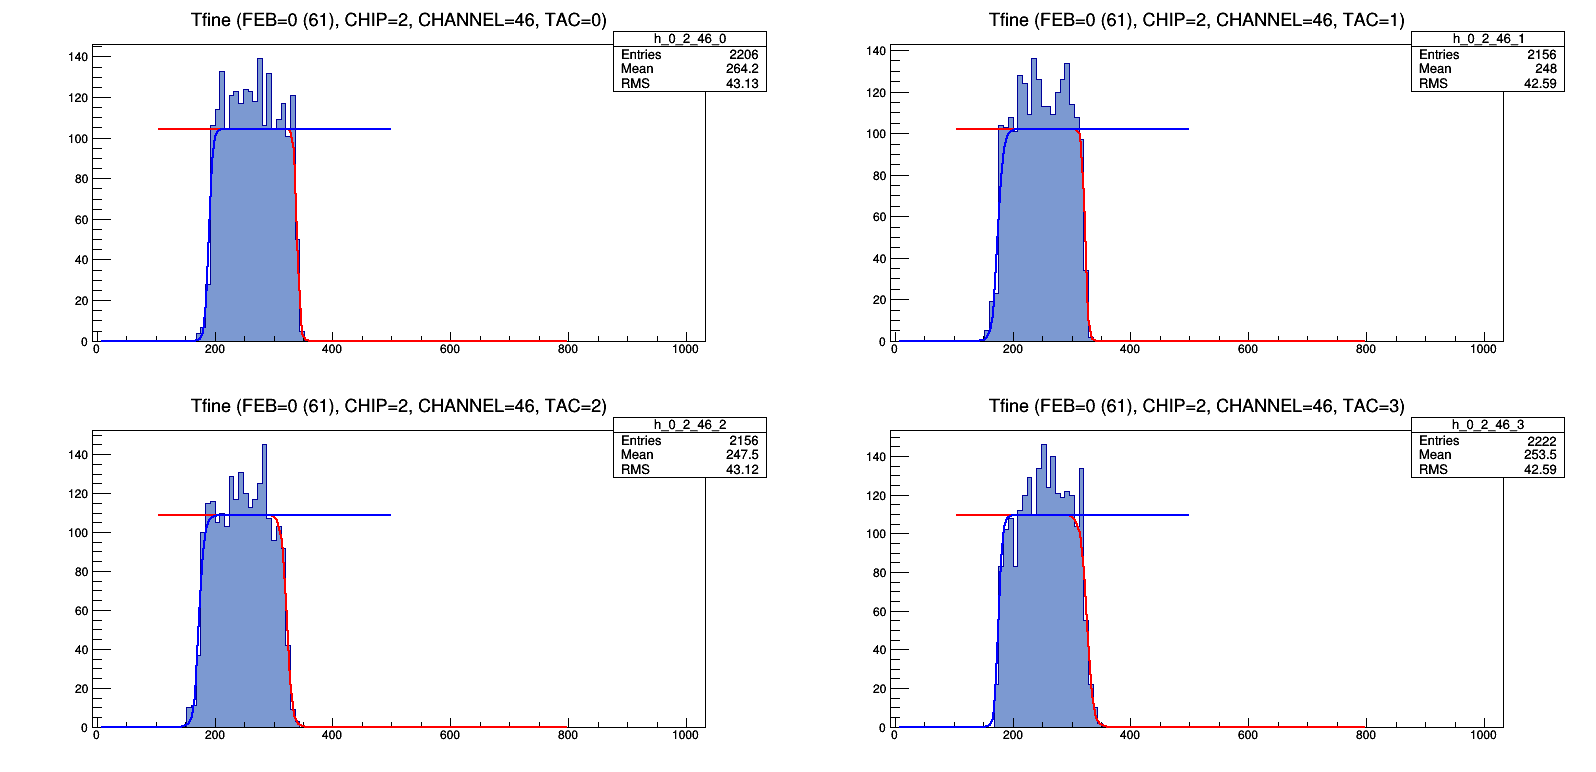 Tfine (FEB=0 (61), CHIP=2, CHANNEL=46, TAC=0)
h_0_2_46_0
Entries 2206
Mean 264.2
RMS 43.13
140
120
100
80
60
40
20
0
0 200 400 600 800 1000
Tfine (FEB=0 (61), CHIP=2, CHANNEL=46, TAC=1)
h_0_2_46_1
Entries 2156
Mean 248
RMS 42.59
140
120
100
80
60
40
20
0
0 200 400 600 800 1000
Tfine (FEB=0 (61), CHIP=2, CHANNEL=46, TAC=2)
h_0_2_46_2
Entries 2156
Mean 247.5
RMS 43.12
140
120
100
80
60
40
20
0
0 200 400 600 800 1000
Tfine (FEB=0 (61), CHIP=2, CHANNEL=46, TAC=3)
h_0_2_46_3
Entries 2222
Mean 253.5
RMS 42.59
140
120
100
80
60
40
20
0
0 200 400 600 800 1000